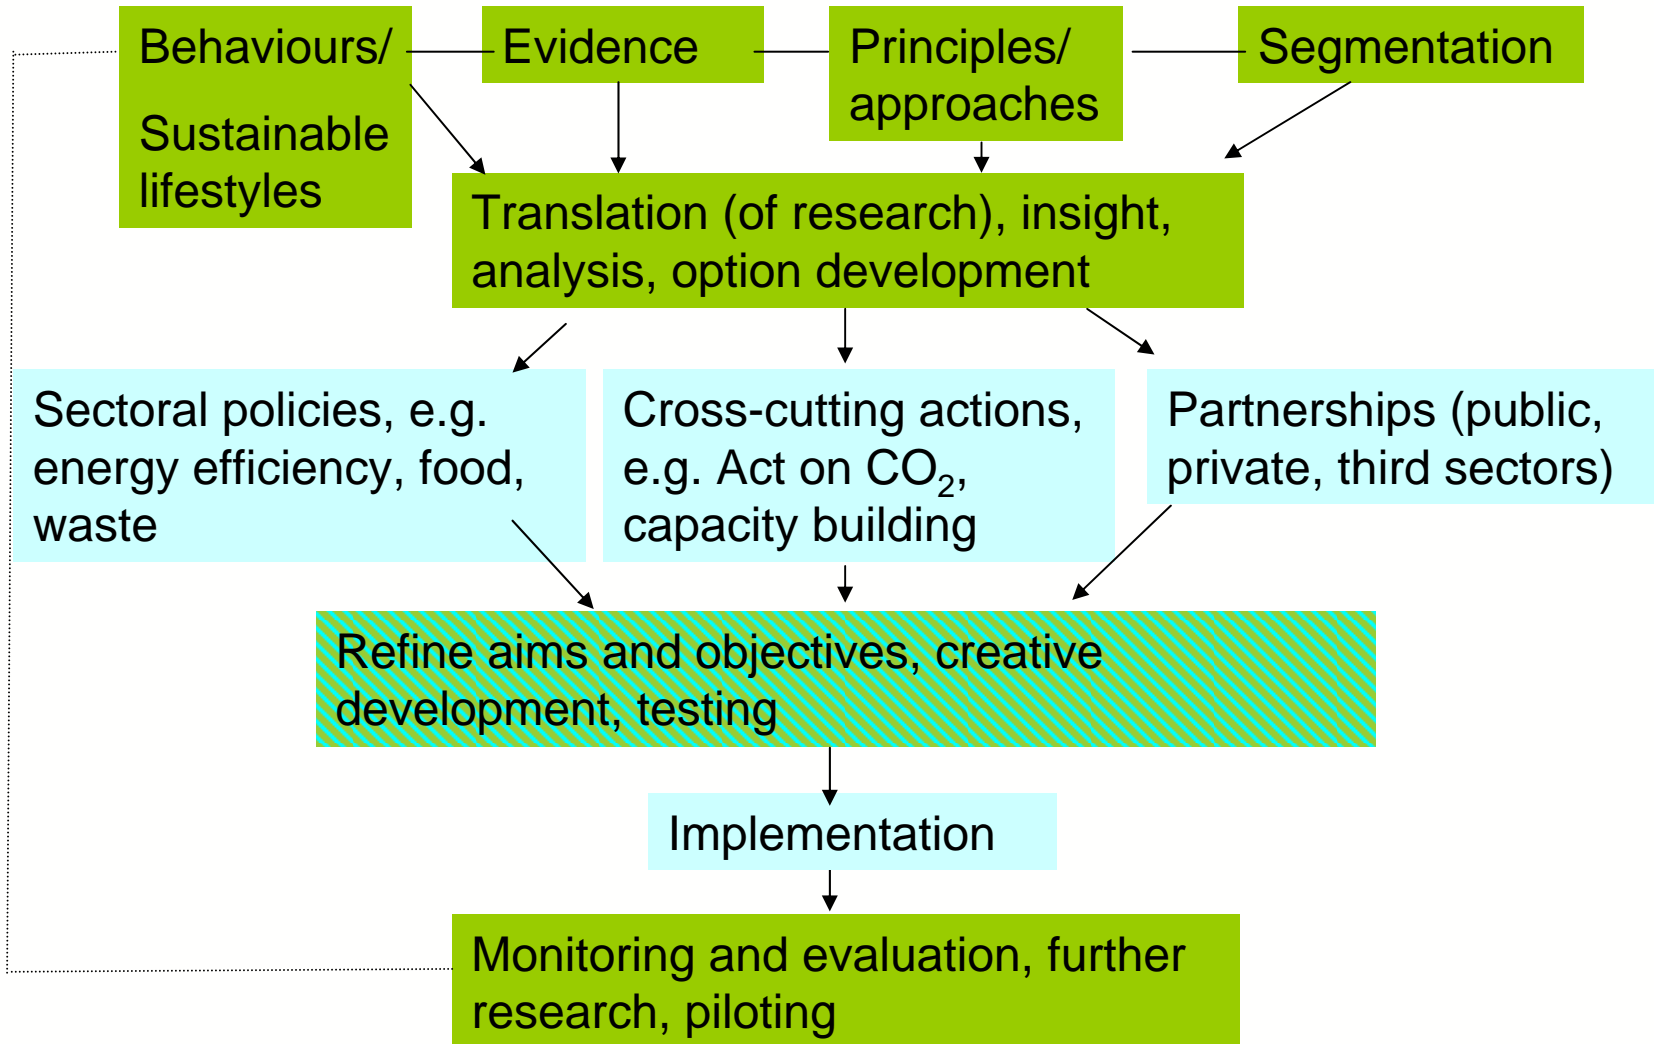 Behaviours/
Sustainable
lifestyles
Evidence
Principles/
approaches
Segmentation
Translation (of research), insight,
analysis, option development
Sectoral policies, e.g.
energy efficiency, food,
waste
Cross-cutting actions,
e.g. Act on CO₂,
capacity building
Partnerships (public,
private, third sectors)
Refine aims and objectives, creative
development, testing
Implementation
Monitoring and evaluation, further
research, piloting